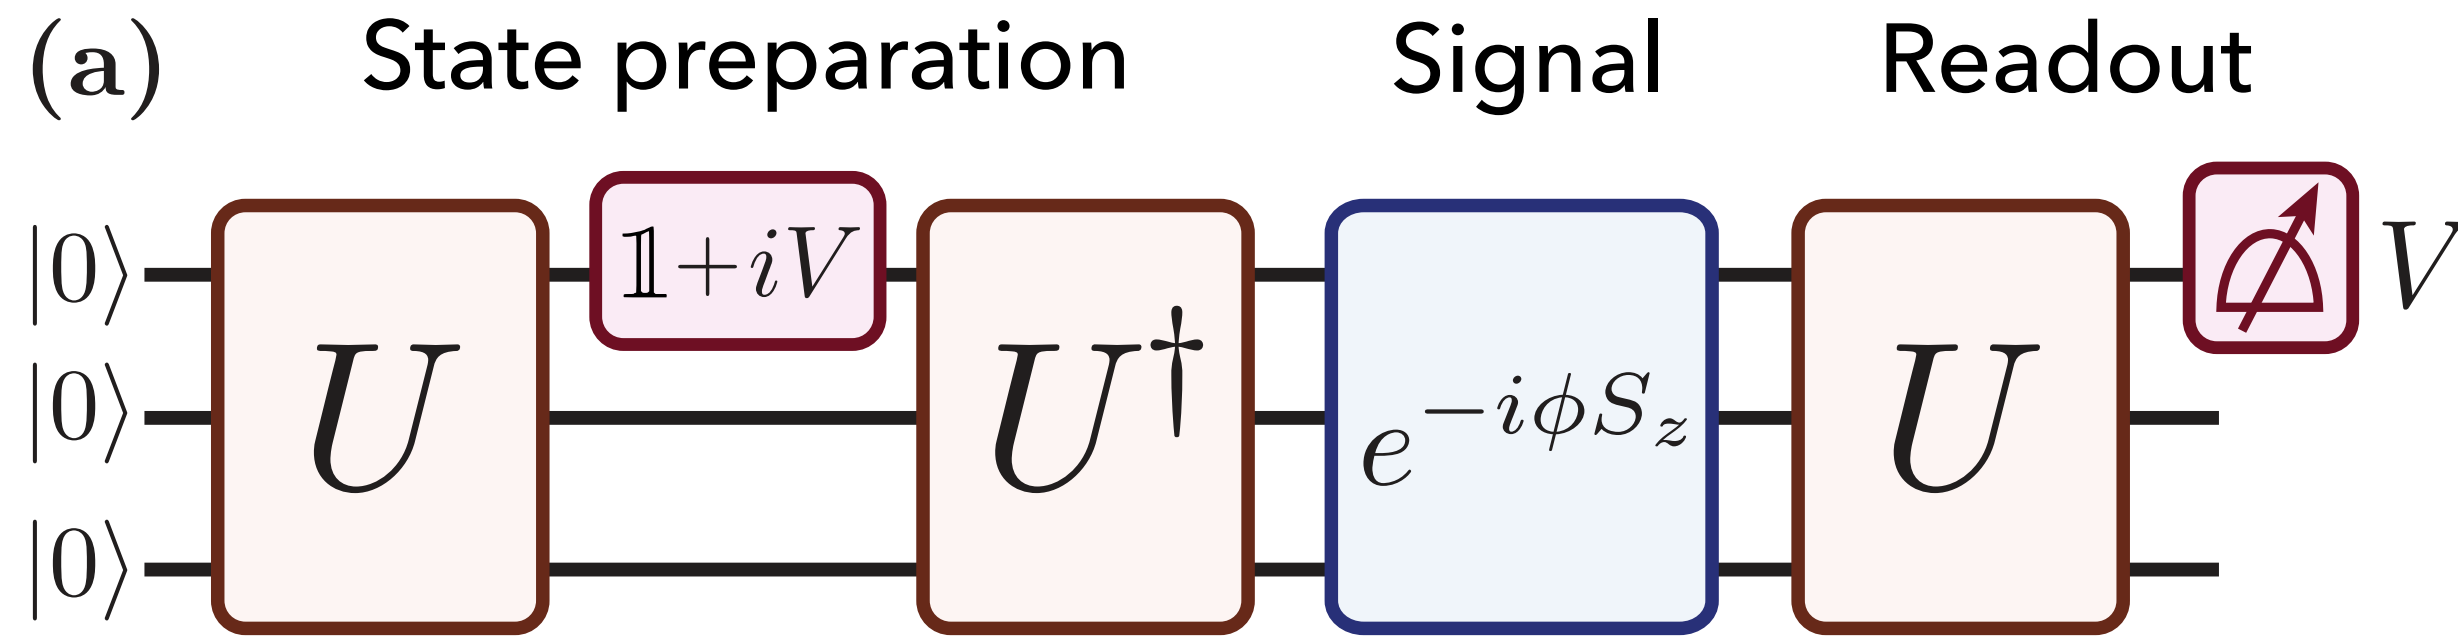 (a) State preparation Signal Readout
|0⟩ 𝟙+iV V
|0⟩ U U† e^{−iϕS_z} U
|0⟩